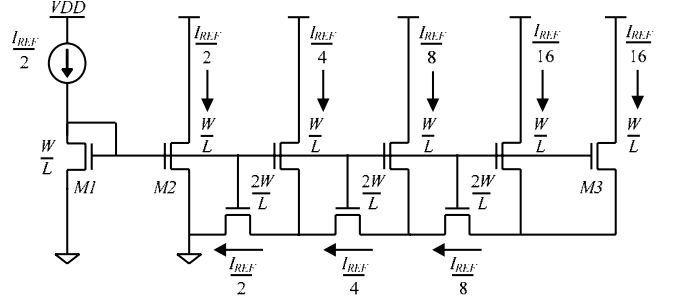 VDD
I_REF/2
I_REF/2
I_REF/4
I_REF/8
I_REF/16
I_REF/16
W/L
W/L
W/L
W/L
W/L
W/L
M1
M2
2W/L
2W/L
2W/L
M3
I_REF/2
I_REF/4
I_REF/8